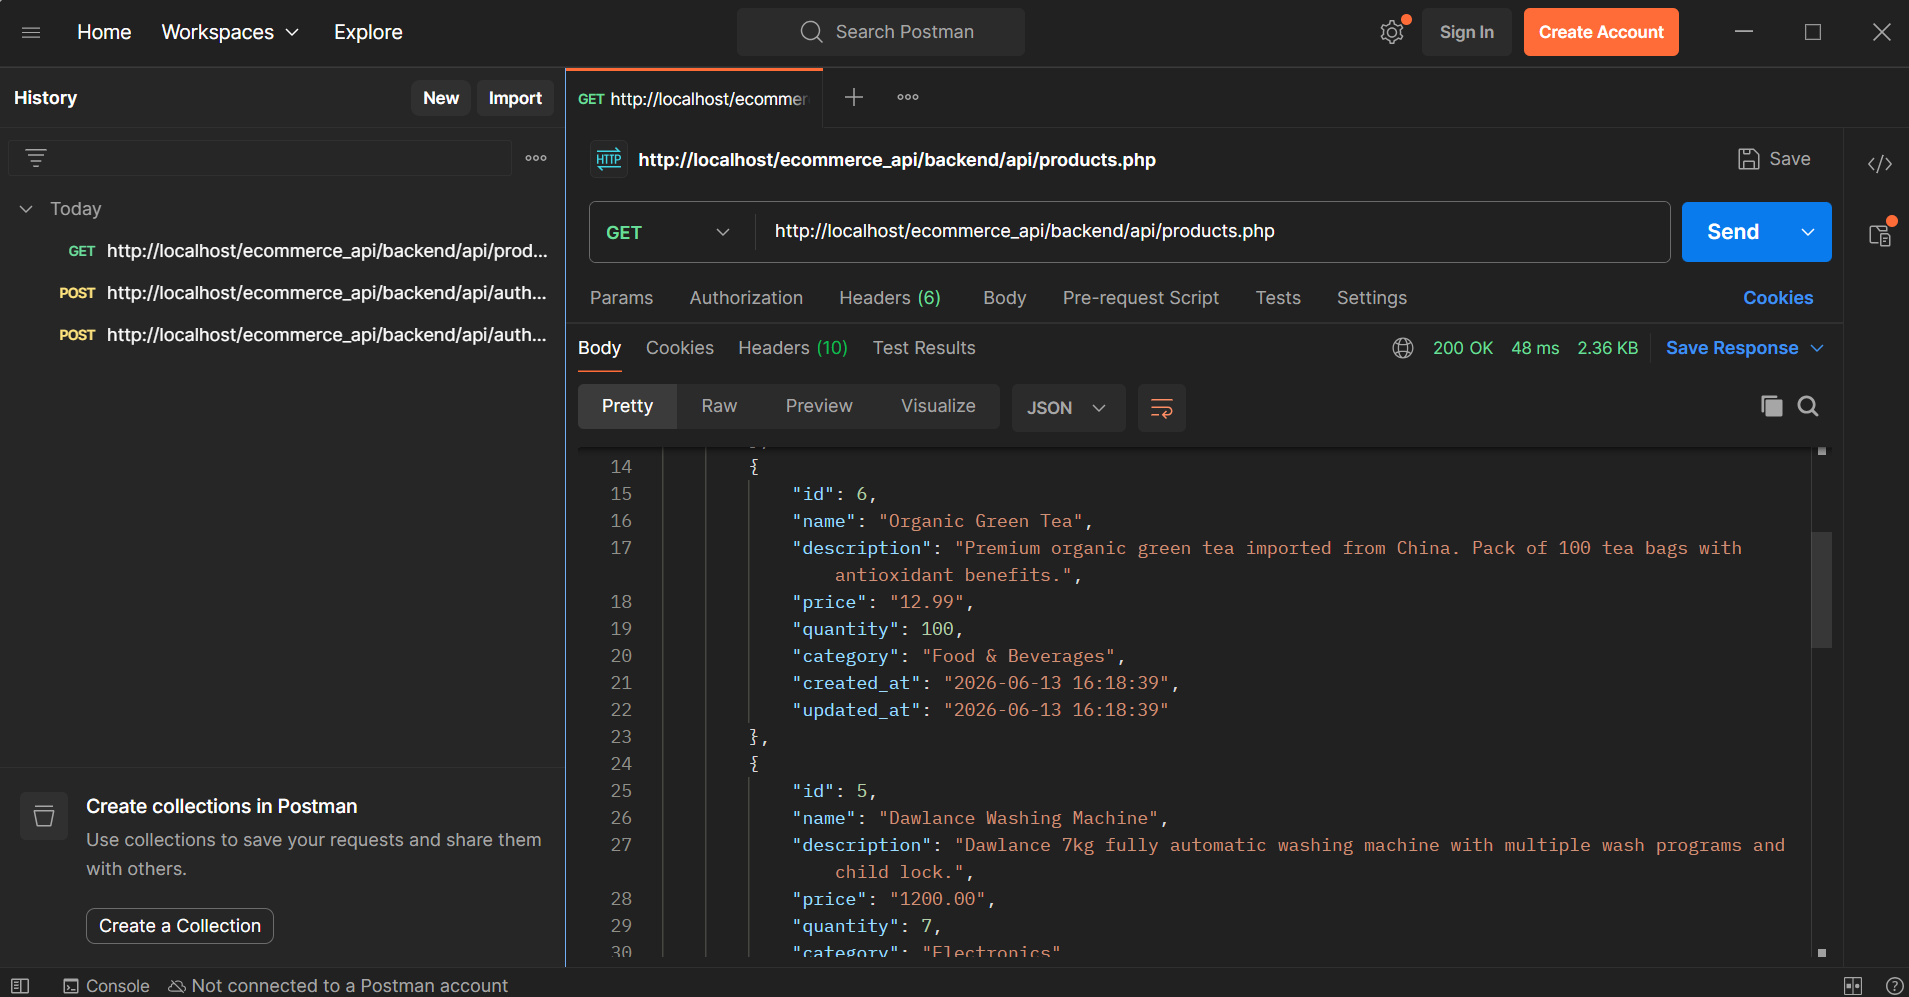 Home Workspaces Explore Search Postman Sign In Create Account
History New Import
GET http://localhost/ecommer
HTTP http://localhost/ecommerce_api/backend/api/products.php Save
Today
GET http://localhost/ecommerce_api/backend/api/prod...
POST http://localhost/ecommerce_api/backend/api/auth...
POST http://localhost/ecommerce_api/backend/api/auth...
GET http://localhost/ecommerce_api/backend/api/products.php Send
Params Authorization Headers (6) Body Pre-request Script Tests Settings Cookies
Body Cookies Headers (10) Test Results 200 OK 48 ms 2.36 KB Save Response
Pretty Raw Preview Visualize JSON
14 {
15 "id": 6,
16 "name": "Organic Green Tea",
17 "description": "Premium organic green tea imported from China. Pack of 100 tea bags with
antioxidant benefits.",
18 "price": "12.99",
19 "quantity": 100,
20 "category": "Food & Beverages",
21 "created_at": "2026-06-13 16:18:39",
22 "updated_at": "2026-06-13 16:18:39"
23 },
24 {
25 "id": 5,
26 "name": "Dawlance Washing Machine",
27 "description": "Dawlance 7kg fully automatic washing machine with multiple wash programs and
child lock.",
28 "price": "1200.00",
29 "quantity": 7,
30 "category": "Electronics"
Create collections in Postman
Use collections to save your requests and share them
with others.
Create a Collection
Console Not connected to a Postman account